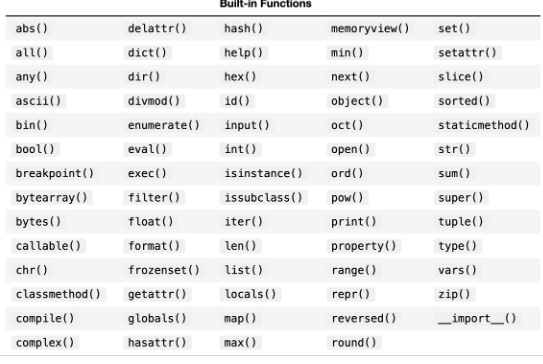 Built-in Functions
abs() delattr() hash() memoryview() set()
all() dict() help() min() setattr()
any() dir() hex() next() slice()
ascii() divmod() id() object() sorted()
bin() enumerate() input() oct() staticmethod()
bool() eval() int() open() str()
breakpoint() exec() isinstance() ord() sum()
bytearray() filter() issubclass() pow() super()
bytes() float() iter() print() tuple()
callable() format() len() property() type()
chr() frozenset() list() range() vars()
classmethod() getattr() locals() repr() zip()
compile() globals() map() reversed() __import__()
complex() hasattr() max() round()